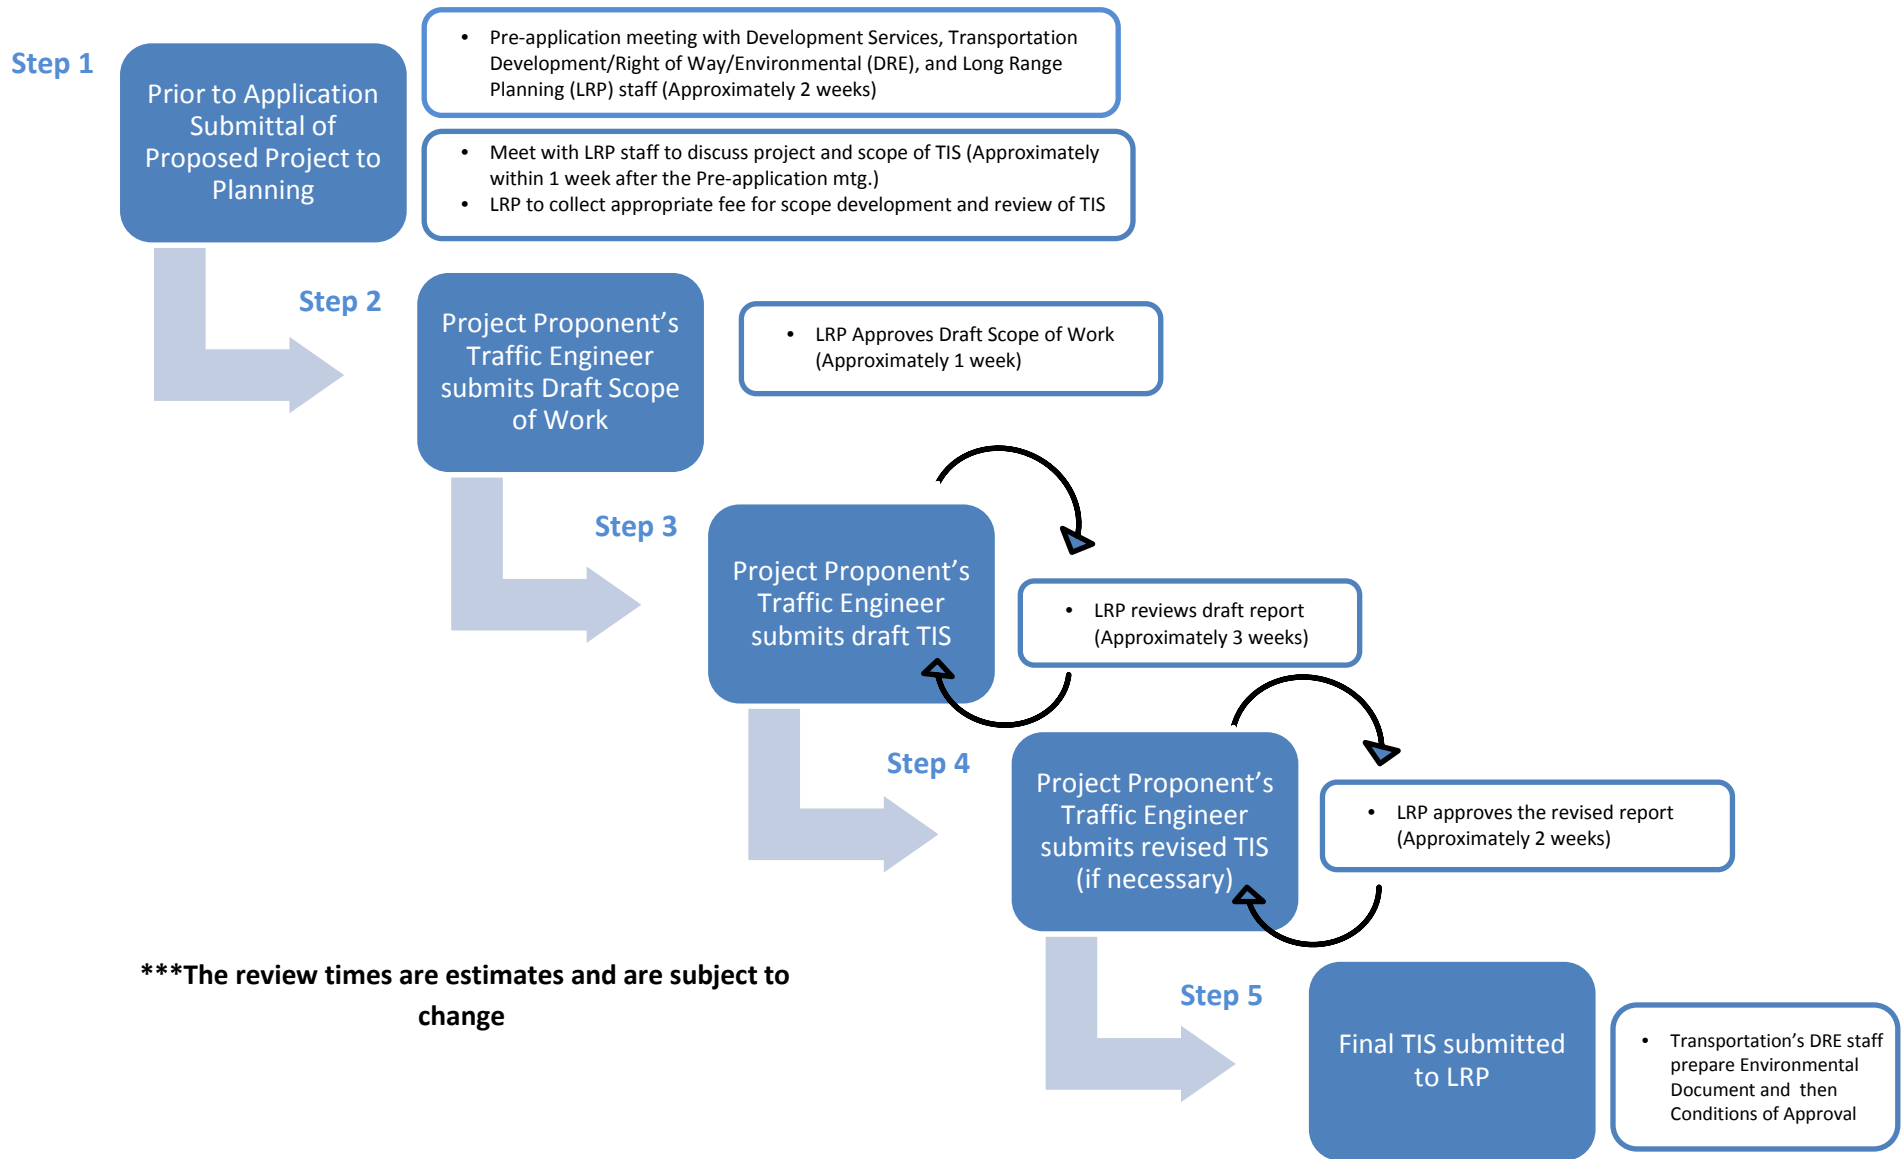 Step 1
Prior to Application
Submittal of
Proposed Project to
Planning
• Pre-application meeting with Development Services, Transportation
Development/Right of Way/Environmental (DRE), and Long Range
Planning (LRP) staff (Approximately 2 weeks)
• Meet with LRP staff to discuss project and scope of TIS (Approximately
within 1 week after the Pre-application mtg.)
• LRP to collect appropriate fee for scope development and review of TIS
Step 2
Project Proponent’s
Traffic Engineer
submits Draft Scope
of Work
• LRP Approves Draft Scope of Work
(Approximately 1 week)
Step 3
Project Proponent’s
Traffic Engineer
submits draft TIS
• LRP reviews draft report
(Approximately 3 weeks)
Step 4
Project Proponent’s
Traffic Engineer
submits revised TIS
(if necessary)
• LRP approves the revised report
(Approximately 2 weeks)
***The review times are estimates and are subject to
change
Step 5
Final TIS submitted
to LRP
• Transportation’s DRE staff
prepare Environmental
Document and then
Conditions of Approval